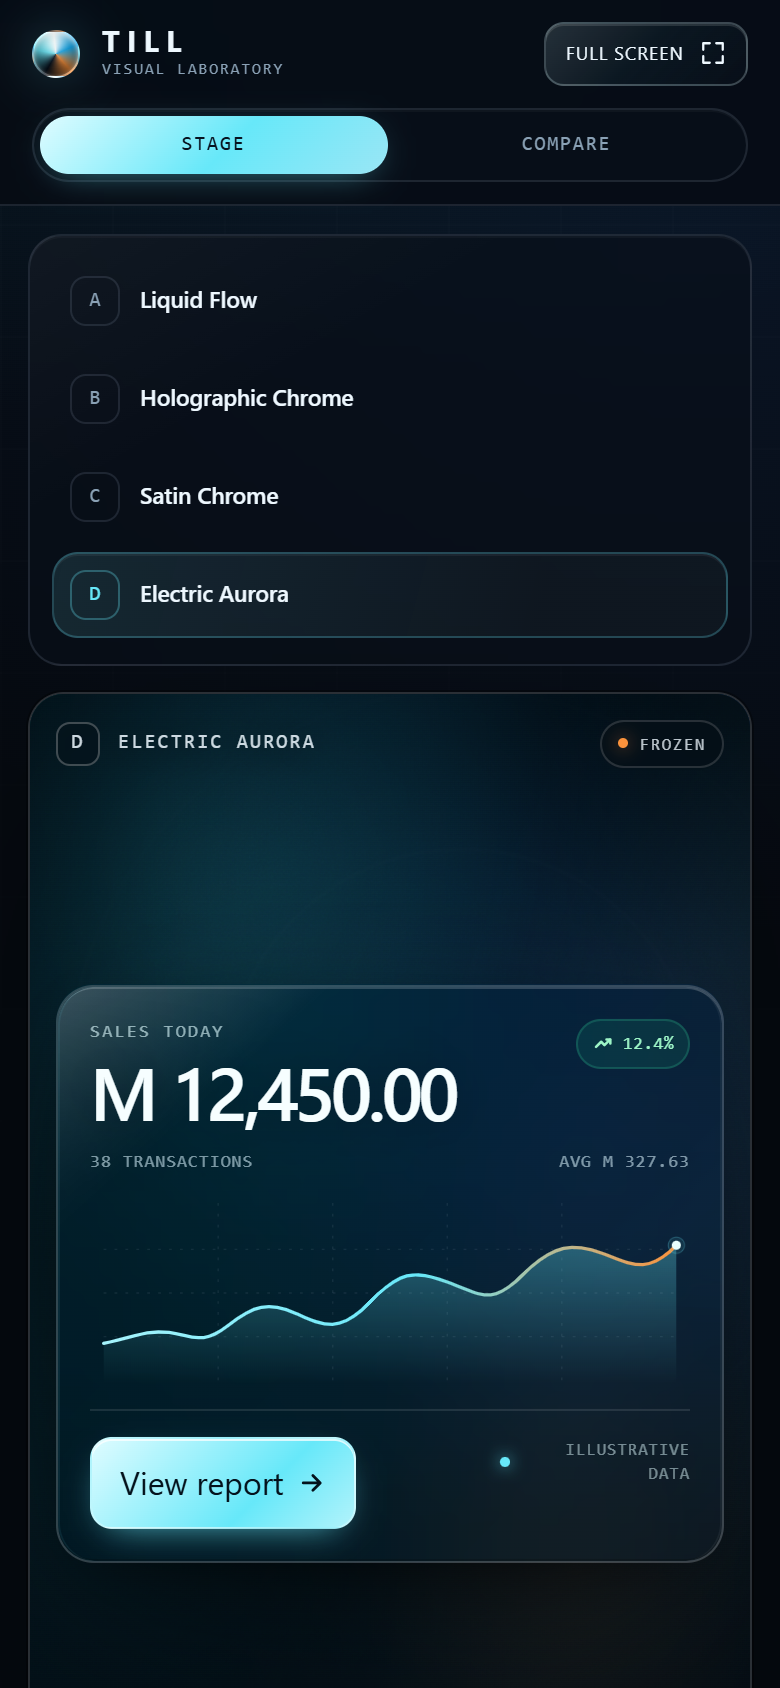 TILL
VISUAL LABORATORY
FULL SCREEN
STAGE
COMPARE
A
Liquid Flow
B
Holographic Chrome
C
Satin Chrome
D
Electric Aurora
D
ELECTRIC AURORA
FROZEN
SALES TODAY
12.4%
M 12,450.00
38 TRANSACTIONS
AVG M 327.63
View report →
ILLUSTRATIVE
DATA